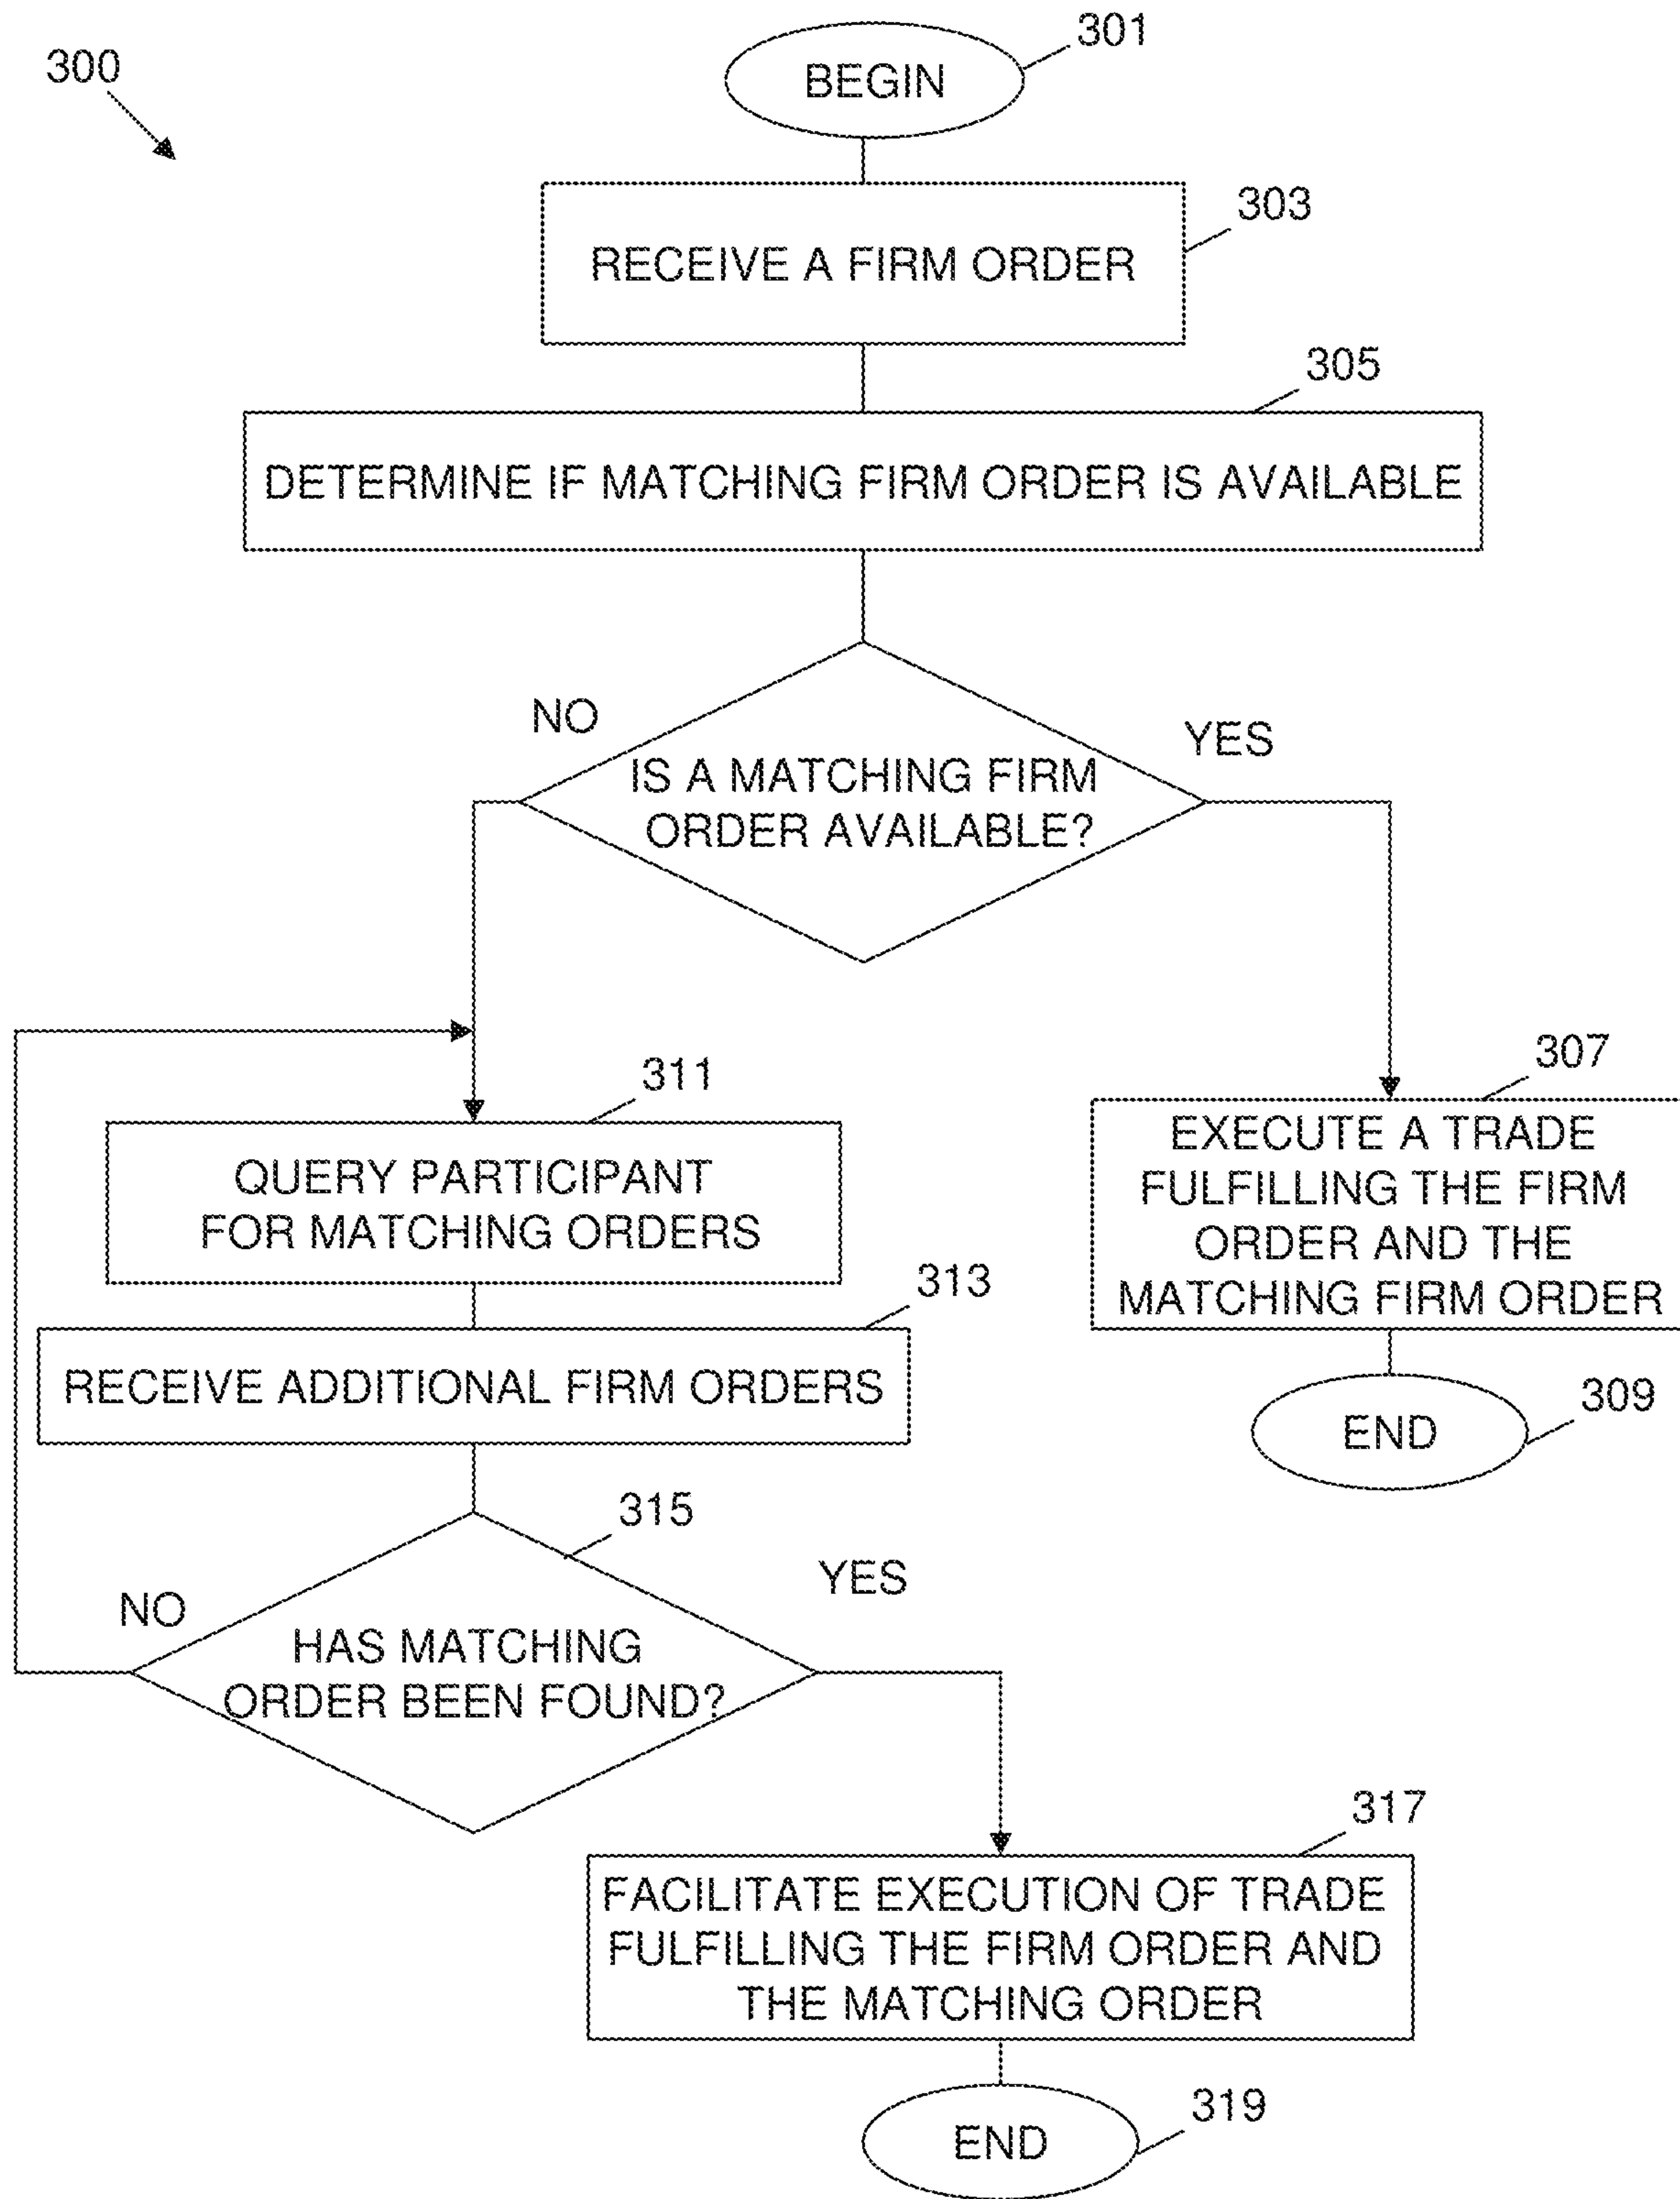 300
301
BEGIN
303
RECEIVE A FIRM ORDER
305
DETERMINE IF MATCHING FIRM ORDER IS AVAILABLE
NO
YES
IS A MATCHING FIRM
ORDER AVAILABLE?
307
EXECUTE A TRADE
FULFILLING THE FIRM
ORDER AND THE
MATCHING FIRM ORDER
309
END
311
QUERY PARTICIPANT
FOR MATCHING ORDERS
313
RECEIVE ADDITIONAL FIRM ORDERS
315
NO
YES
HAS MATCHING
ORDER BEEN FOUND?
317
FACILITATE EXECUTION OF TRADE
FULFILLING THE FIRM ORDER AND
THE MATCHING ORDER
319
END